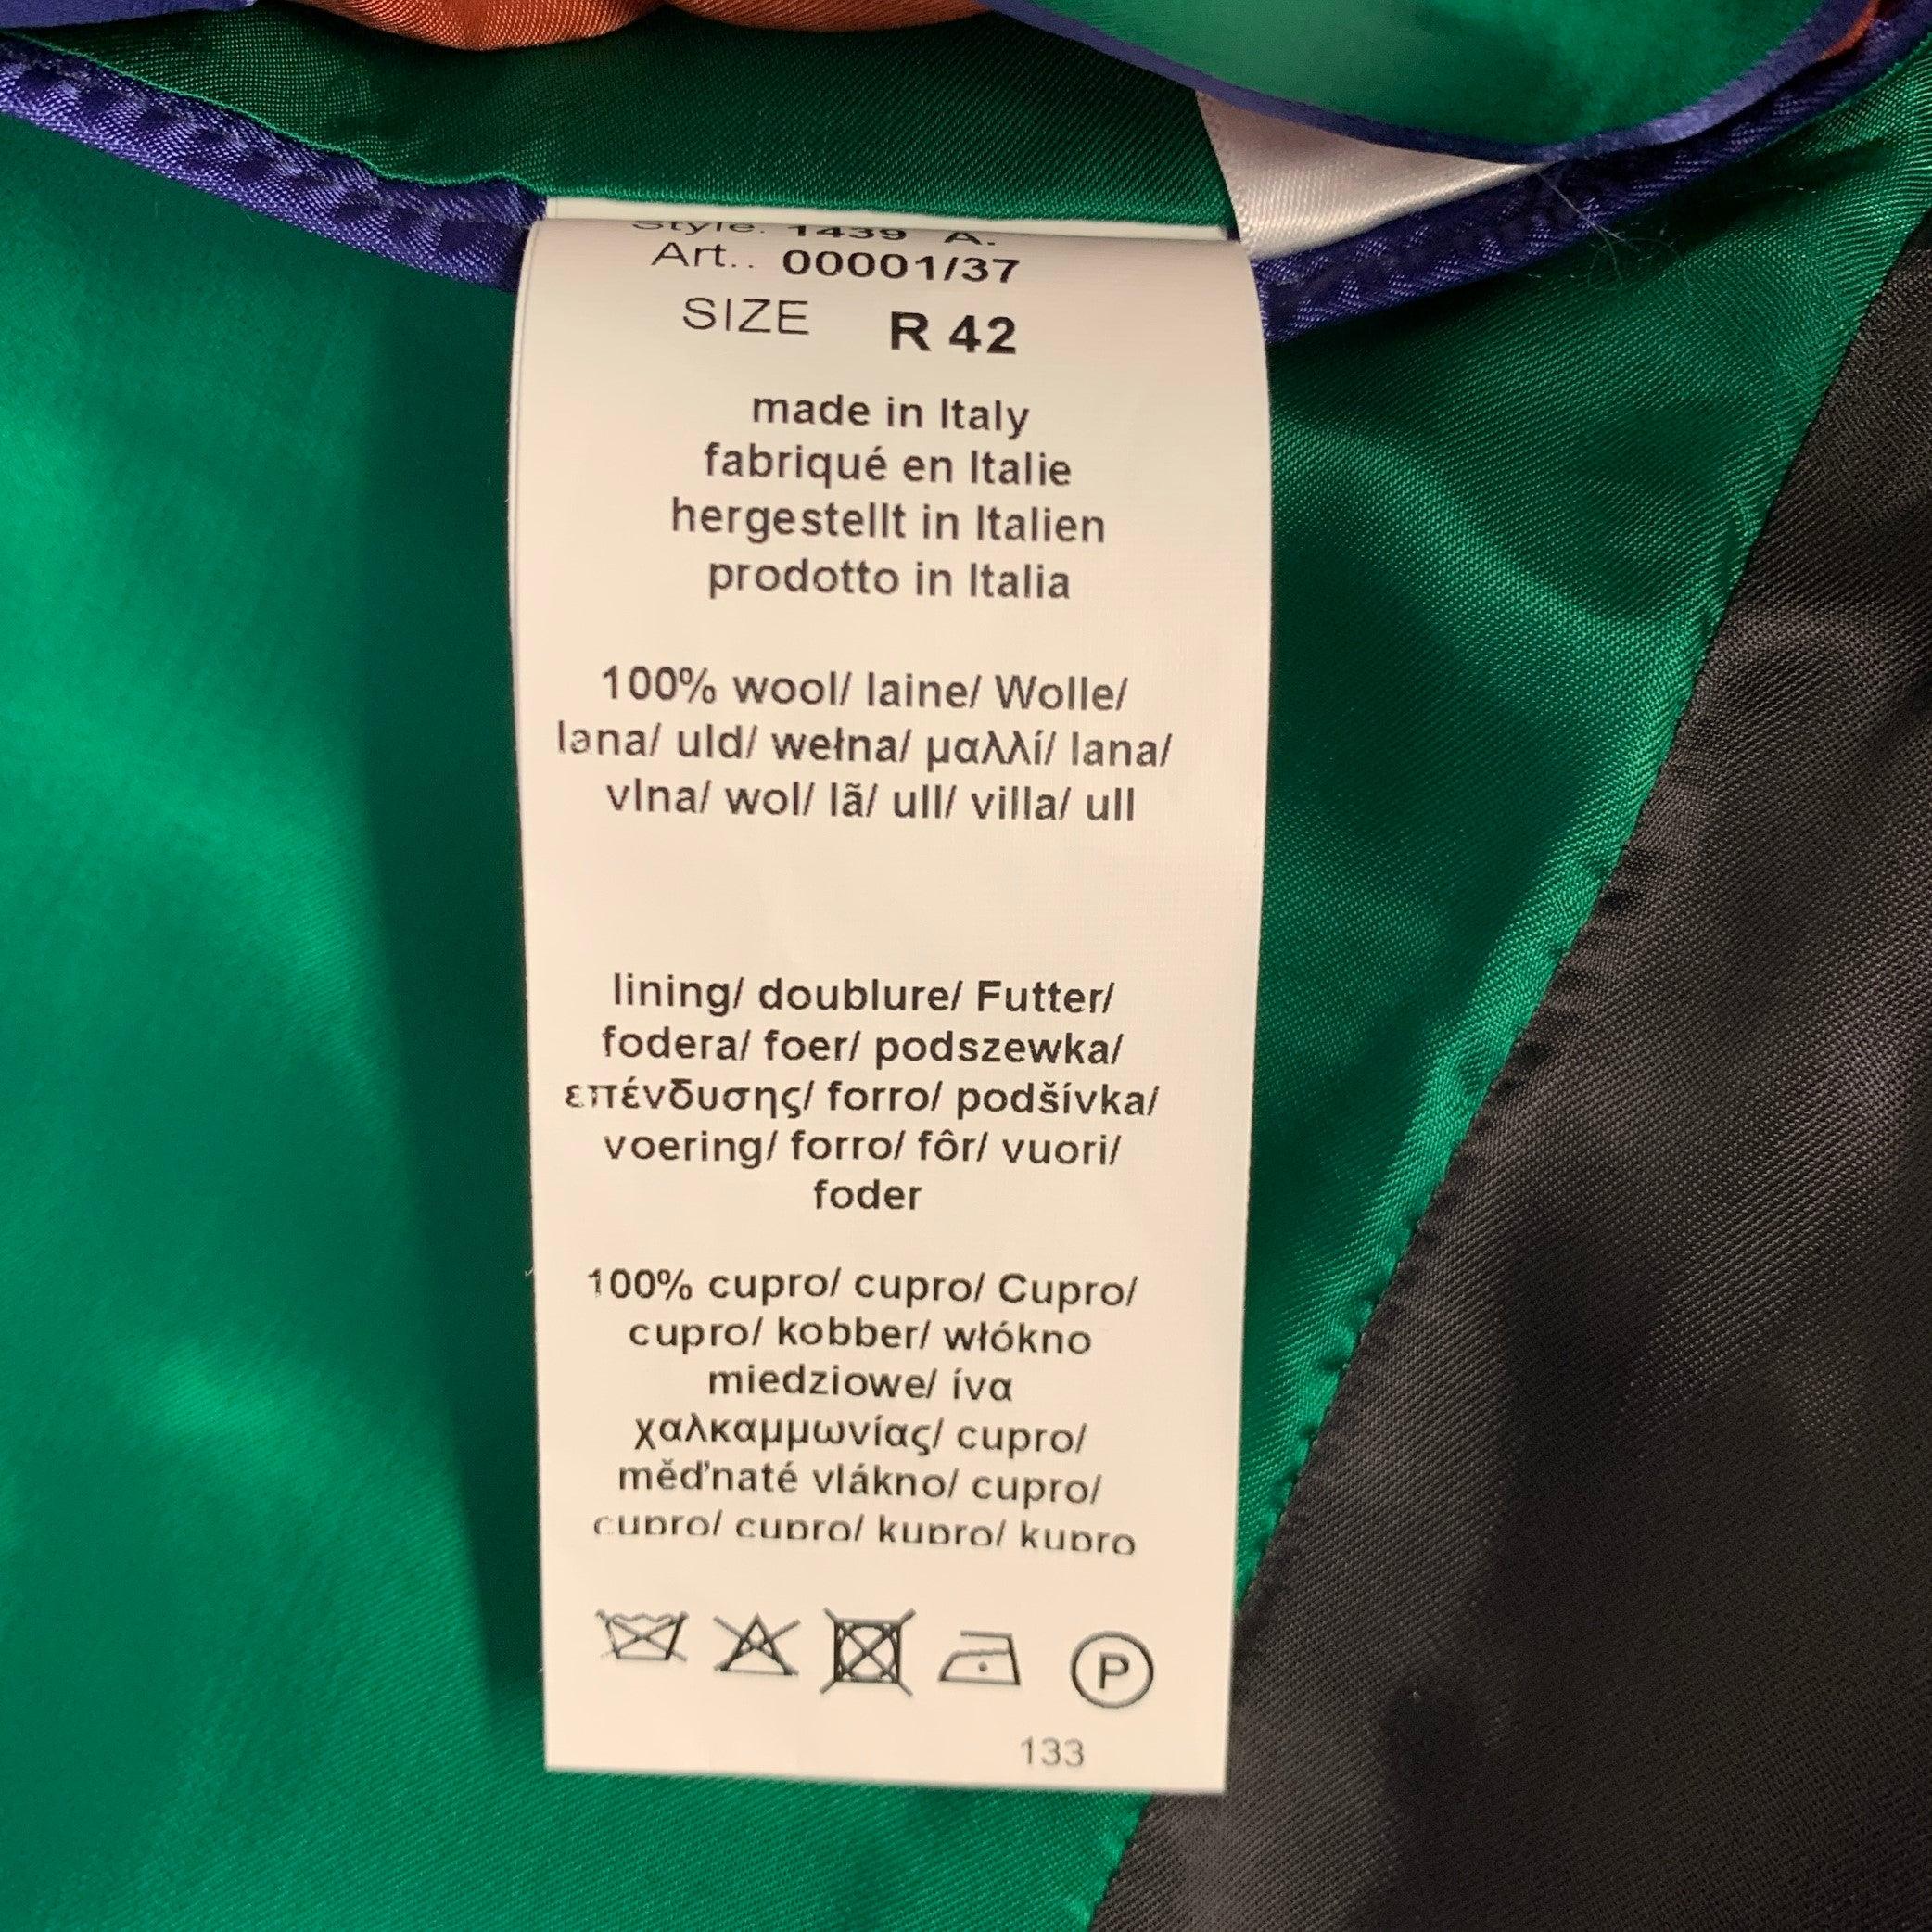 Style: 1439 A.
Art.. 00001/37
SIZE R 42
made in Italy
fabriqué en Italie
hergestellt in Italien
prodotto in Italia
100% wool/ laine/ Wolle/
lana/ uld/ wełna/ μαλλί/ lana/
vlna/ wol/ lã/ ull/ villa/ ull
lining/ doublure/ Futter/
fodera/ foer/ podszewka/
επένδυσης/ forro/ podšívka/
voering/ forro/ fôr/ vuori/
foder
100% cupro/ cupro/ Cupro/
cupro/ kobber/ włókno
miedziowe/ ίνα
χαλκαμμωνίας/ cupro/
měďnaté vlákno/ cupro/
cupro/ cupro/ kupro/ kupro
P
133